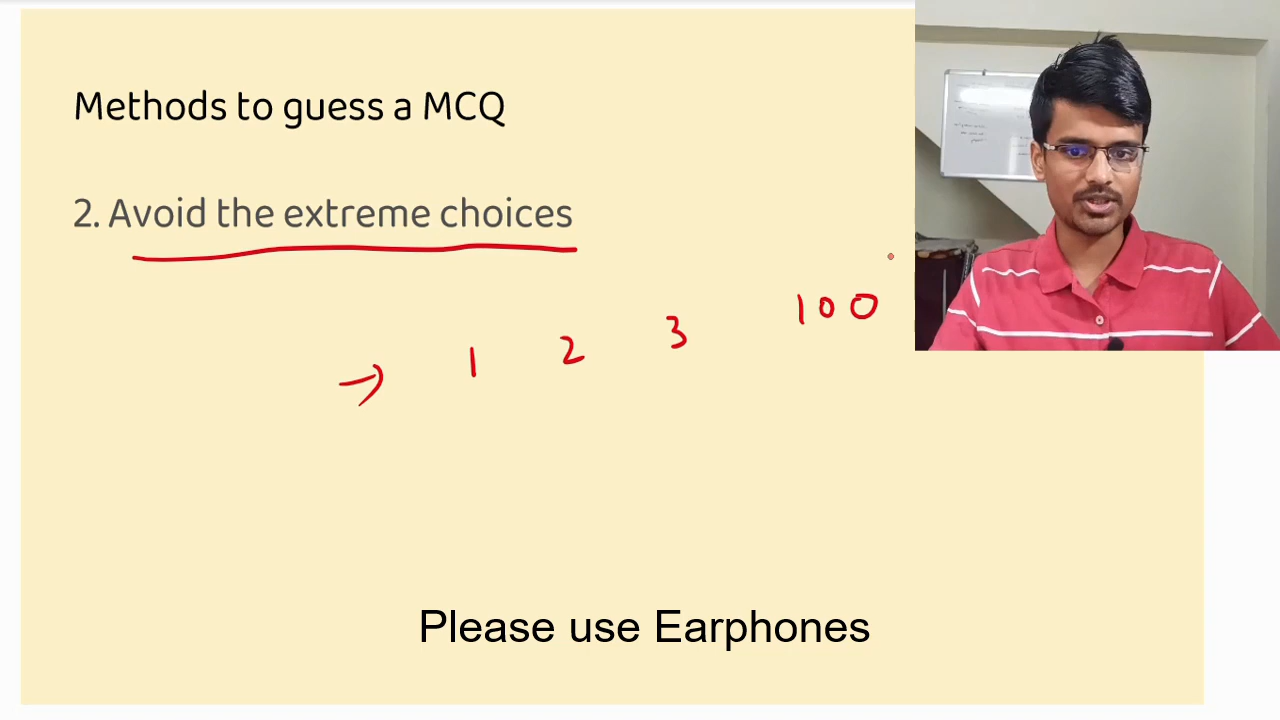 Methods to guess a MCQ
2. Avoid the extreme choices
→ 1 2 3 100
Please use Earphones